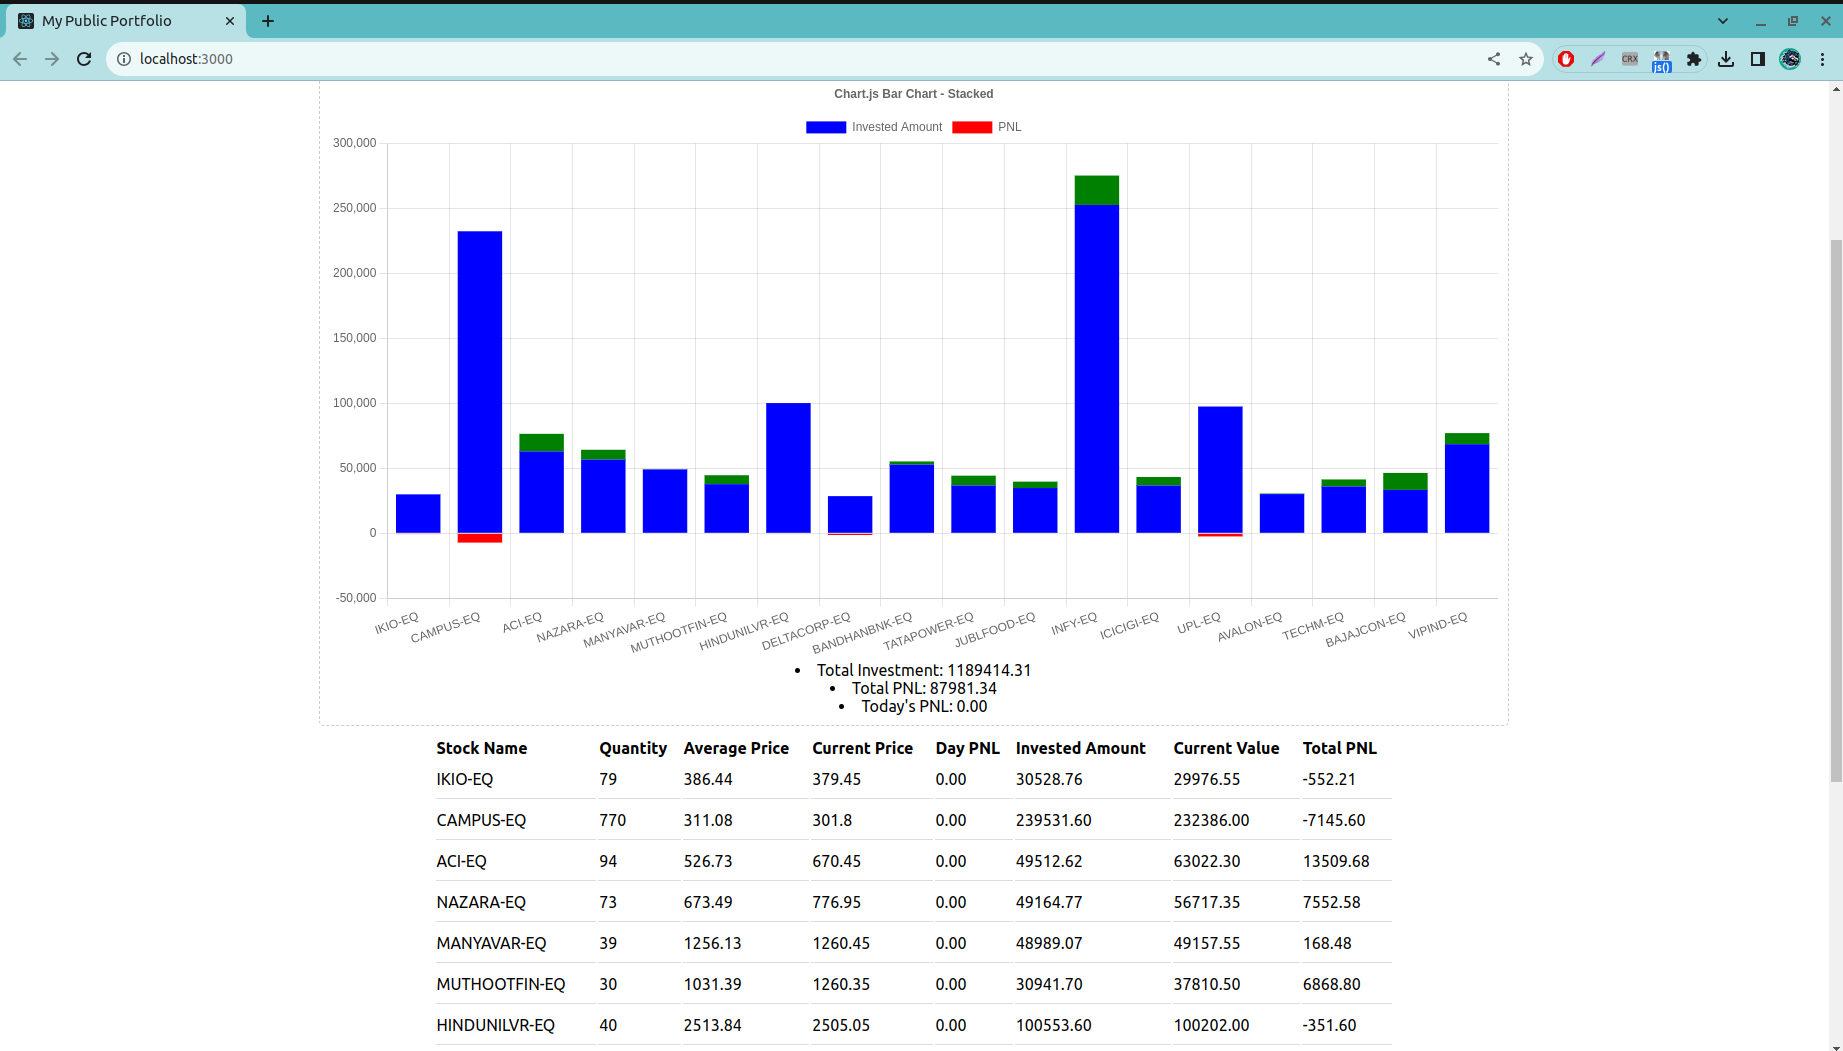 My Public Portfolio
localhost:3000
CRX
js()
Chart.js Bar Chart - Stacked
Invested Amount PNL
300,000
250,000
200,000
150,000
100,000
50,000
0
-50,000
IKIO-EQ CAMPUS-EQ ACI-EQ NAZARA-EQ MANYAVAR-EQ MUTHOOTFIN-EQ HINDUNILVR-EQ DELTACORP-EQ BANDHANBNK-EQ TATAPOWER-EQ JUBLFOOD-EQ INFY-EQ ICICIGI-EQ UPL-EQ AVALON-EQ TECHM-EQ BAJAJCON-EQ VIPIND-EQ
• Total Investment: 1189414.31
• Total PNL: 87981.34
• Today's PNL: 0.00
Stock Name Quantity Average Price Current Price Day PNL Invested Amount Current Value Total PNL
IKIO-EQ 79 386.44 379.45 0.00 30528.76 29976.55 -552.21
CAMPUS-EQ 770 311.08 301.8 0.00 239531.60 232386.00 -7145.60
ACI-EQ 94 526.73 670.45 0.00 49512.62 63022.30 13509.68
NAZARA-EQ 73 673.49 776.95 0.00 49164.77 56717.35 7552.58
MANYAVAR-EQ 39 1256.13 1260.45 0.00 48989.07 49157.55 168.48
MUTHOOTFIN-EQ 30 1031.39 1260.35 0.00 30941.70 37810.50 6868.80
HINDUNILVR-EQ 40 2513.84 2505.05 0.00 100553.60 100202.00 -351.60